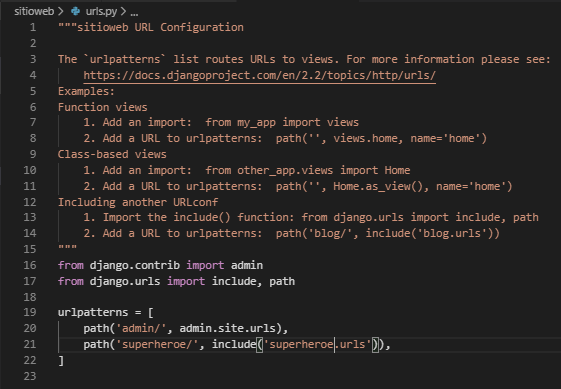 sitioweb > urls.py > ...
1 """sitioweb URL Configuration
2
3 The `urlpatterns` list routes URLs to views. For more information please see:
4     https://docs.djangoproject.com/en/2.2/topics/http/urls/
5 Examples:
6 Function views
7     1. Add an import:  from my_app import views
8     2. Add a URL to urlpatterns:  path('', views.home, name='home')
9 Class-based views
10     1. Add an import:  from other_app.views import Home
11     2. Add a URL to urlpatterns:  path('', Home.as_view(), name='home')
12 Including another URLconf
13     1. Import the include() function: from django.urls import include, path
14     2. Add a URL to urlpatterns:  path('blog/', include('blog.urls'))
15 """
16 from django.contrib import admin
17 from django.urls import include, path
18
19 urlpatterns = [
20     path('admin/', admin.site.urls),
21     path('superheroe/', include('superheroe.urls')),
22 ]
23